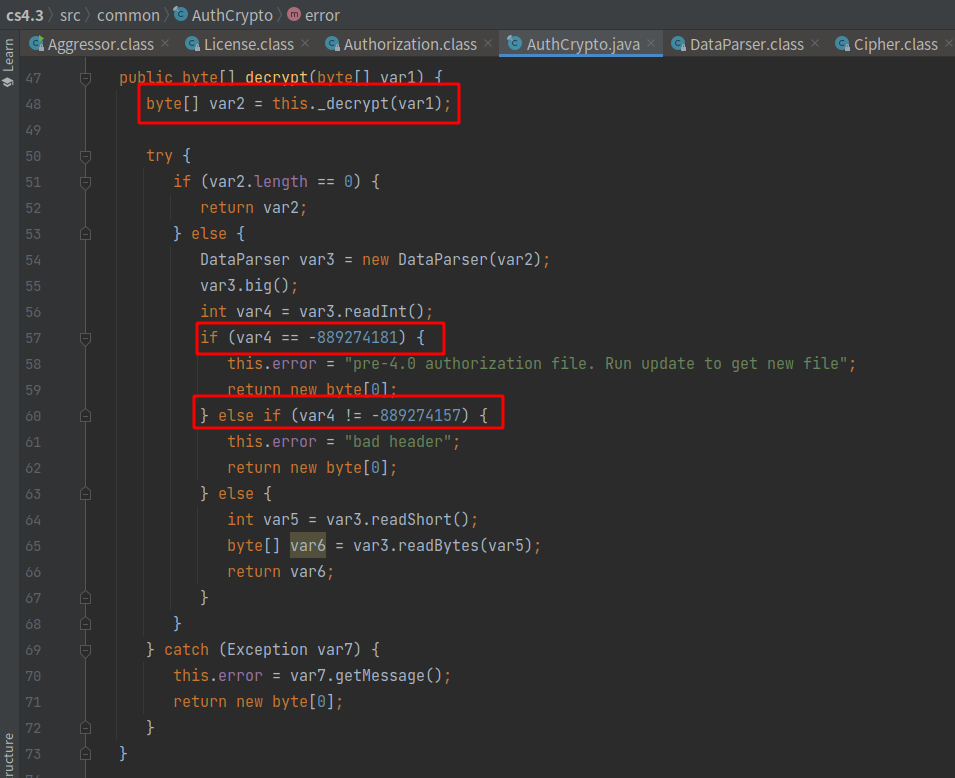 cs4.3 src common AuthCrypto m error
Learn
Aggressor.class × License.class × Authorization.class × AuthCrypto.java × DataParser.class × Cipher.class ×
47 public byte[] decrypt(byte[] var1) {
48 byte[] var2 = this._decrypt(var1);
49
50 try {
51 if (var2.length == 0) {
52 return var2;
53 } else {
54 DataParser var3 = new DataParser(var2);
55 var3.big();
56 int var4 = var3.readInt();
57 if (var4 == -889274181) {
58 this.error = "pre-4.0 authorization file. Run update to get new file";
59 return new byte[0];
60 } else if (var4 != -889274157) {
61 this.error = "bad header";
62 return new byte[0];
63 } else {
64 int var5 = var3.readShort();
65 byte[] var6 = var3.readBytes(var5);
66 return var6;
67 }
68 }
69 } catch (Exception var7) {
70 this.error = var7.getMessage();
71 return new byte[0];
72 }
73 }
ructure